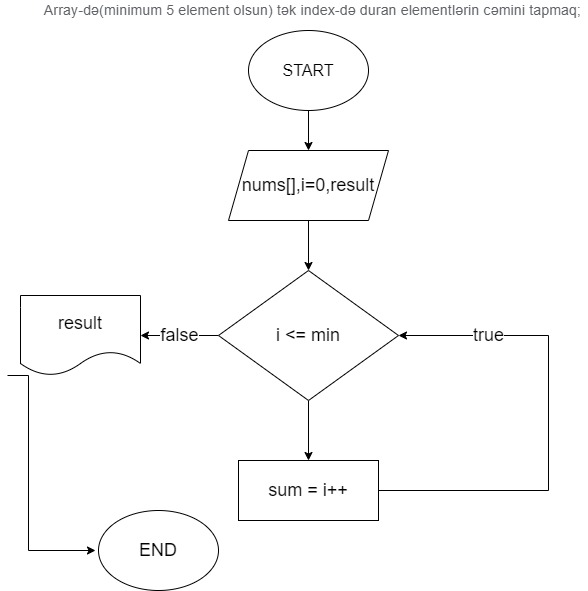 Array-də(minimum 5 element olsun) tək index-də duran elementlərin cəmini tapmaq;
START
nums[],i=0,result
i <= min
true
false
result
sum = i++
END